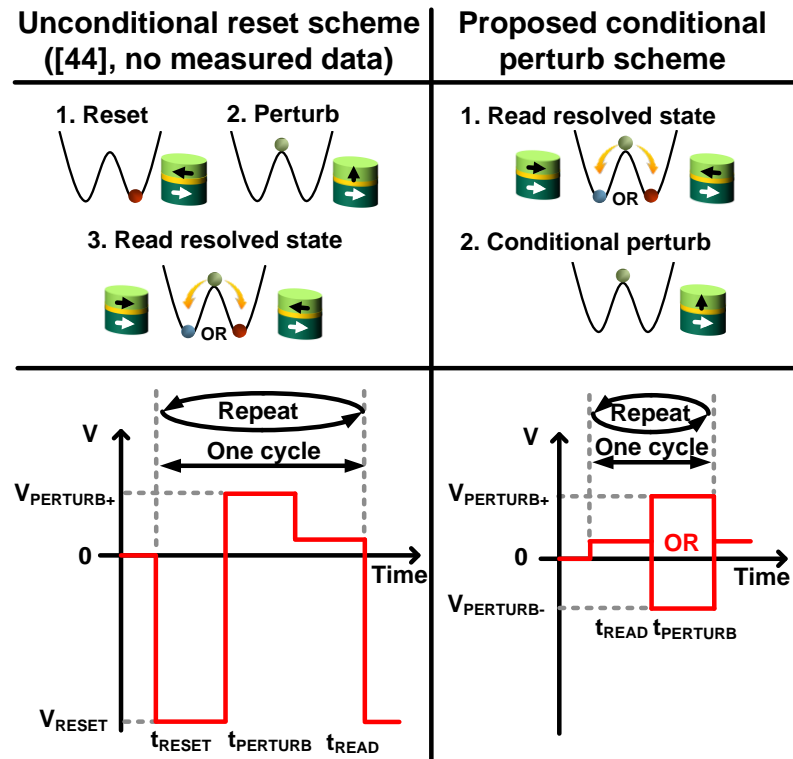 Unconditional reset scheme
([44], no measured data)
1. Reset
2. Perturb
3. Read resolved state
OR
Repeat
One cycle
V
VPERTURB+
0
Time
VRESET
tRESET tPERTURB tREAD
Proposed conditional
perturb scheme
1. Read resolved state
OR
2. Conditional perturb
Repeat
One cycle
V
VPERTURB+
OR
0
Time
VPERTURB-
tREAD tPERTURB